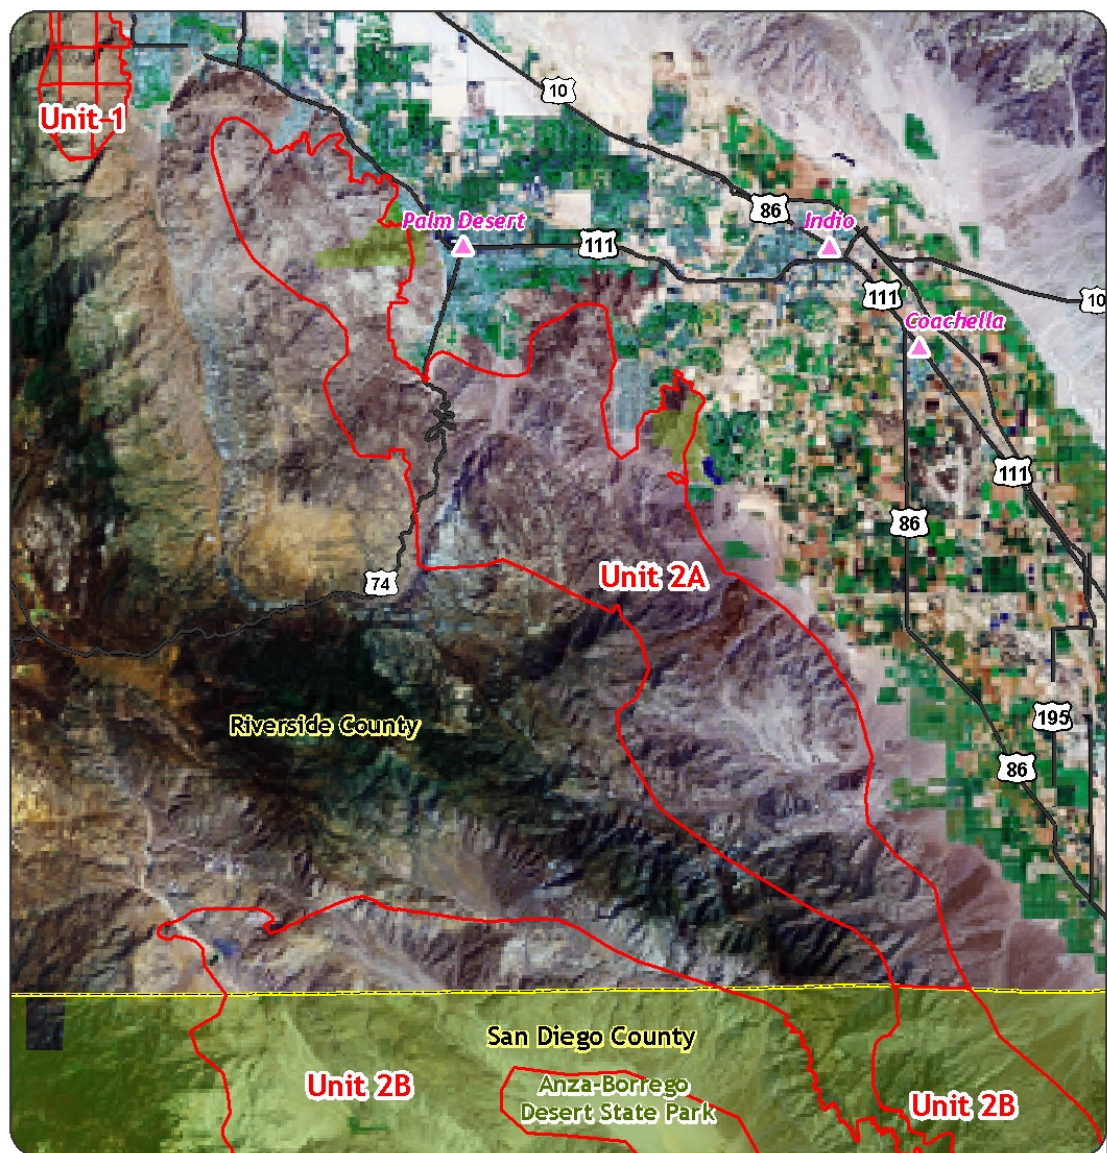 10
Unit 1
86
Palm Desert
Indio
111
111
10
Coachella
111
86
Unit 2A
74
195
Riverside County
86
San Diego County
Unit 2B
Anza-Borrego
Desert State Park
Unit 2B